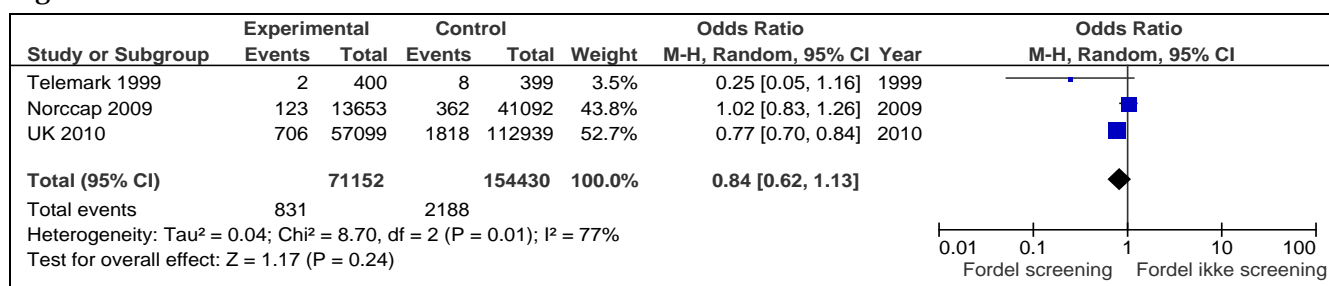 Experimental Control Odds Ratio Odds Ratio
Study or Subgroup Events Total Events Total Weight M-H, Random, 95% CI Year M-H, Random, 95% CI
Telemark 1999 2 400 8 399 3.5% 0.25 [0.05, 1.16] 1999
Norccap 2009 123 13653 362 41092 43.8% 1.02 [0.83, 1.26] 2009
UK 2010 706 57099 1818 112939 52.7% 0.77 [0.70, 0.84] 2010
Total (95% CI) 71152 154430 100.0% 0.84 [0.62, 1.13]
Total events 831 2188
Heterogeneity: Tau² = 0.04; Chi² = 8.70, df = 2 (P = 0.01); I² = 77%
Test for overall effect: Z = 1.17 (P = 0.24)
0.01 0.1 1 10 100
Fordel screening Fordel ikke screening